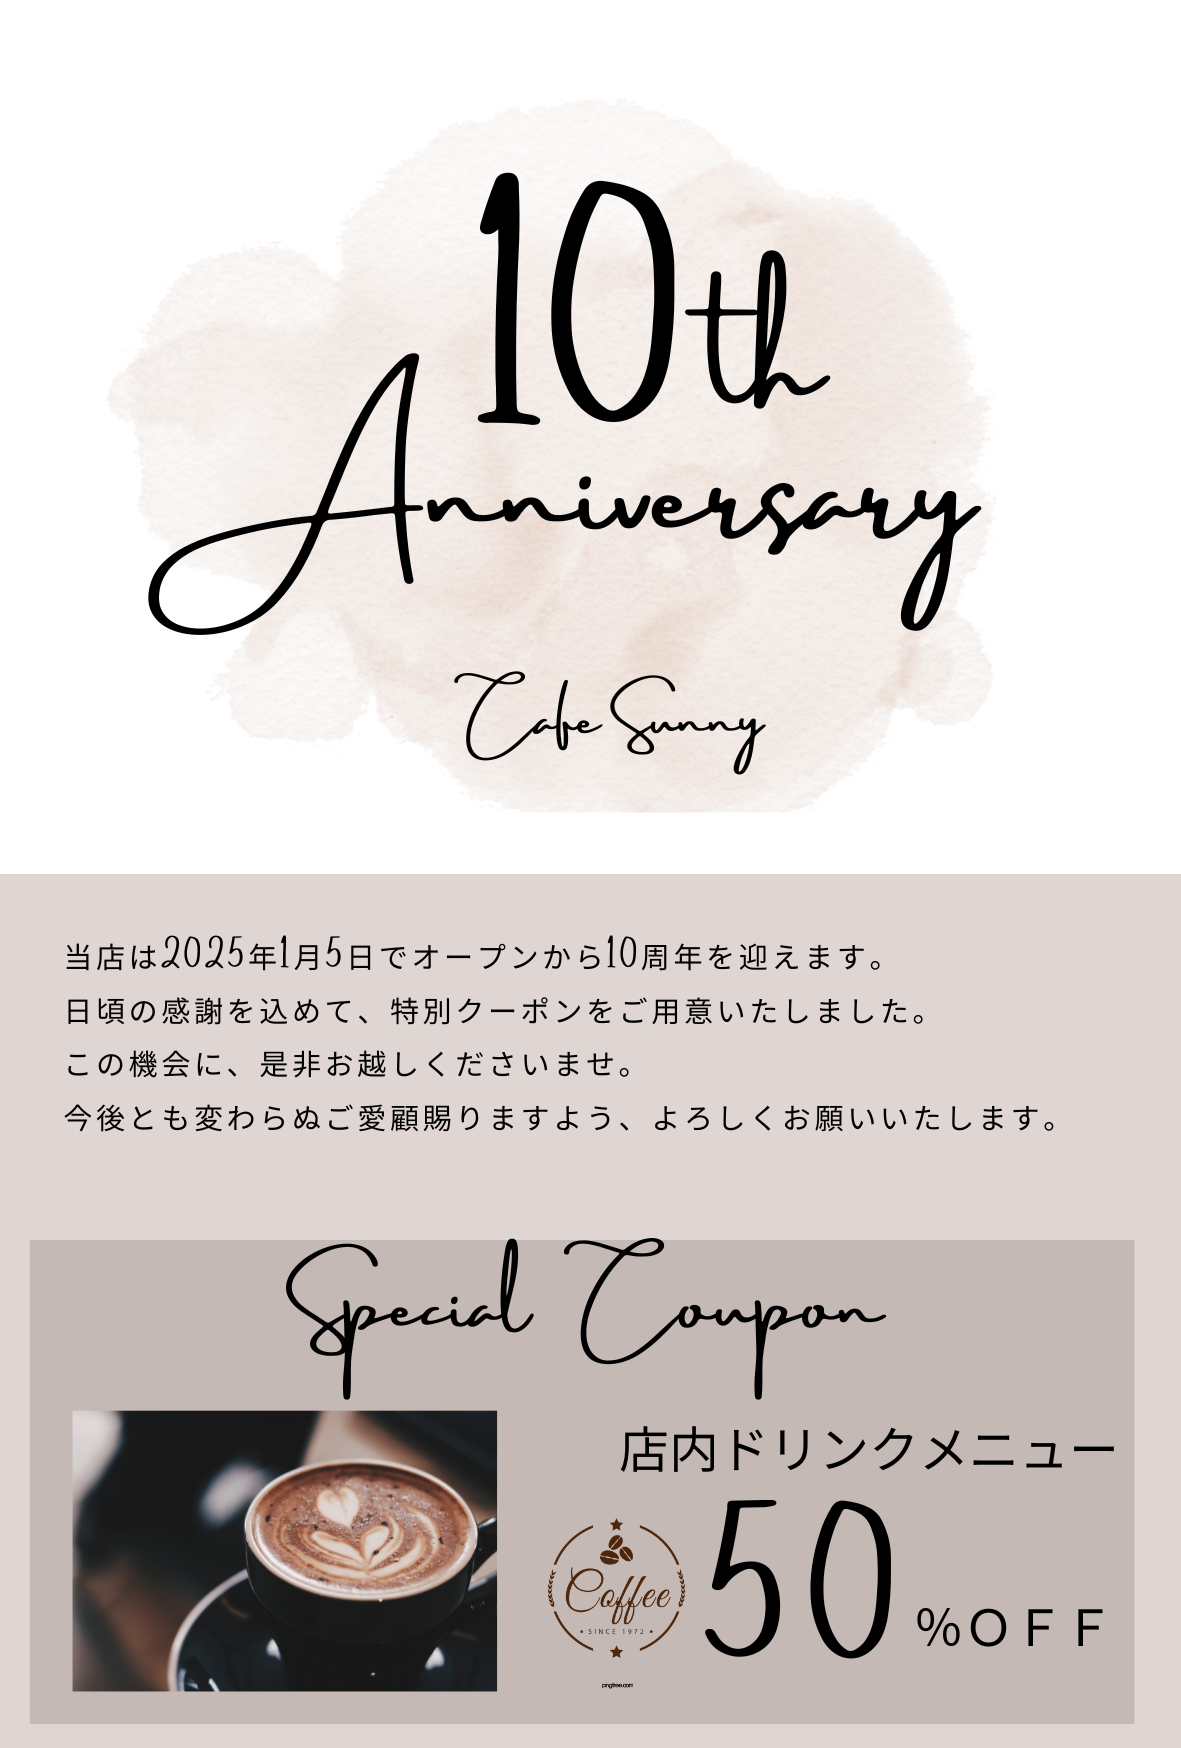 10th
Anniversary
Cafe Sunny
当店は2025年1月5日でオープンから10周年を迎えます。
日頃の感謝を込めて、特別クーポンをご用意いたしました。
この機会に、是非お越しくださいませ。
今後とも変わらぬご愛顧賜りますよう、よろしくお願いいたします。
Special Coupon
店内ドリンクメニュー
50%OFF
Coffee
• SINCE 1972 •
pngtree.com